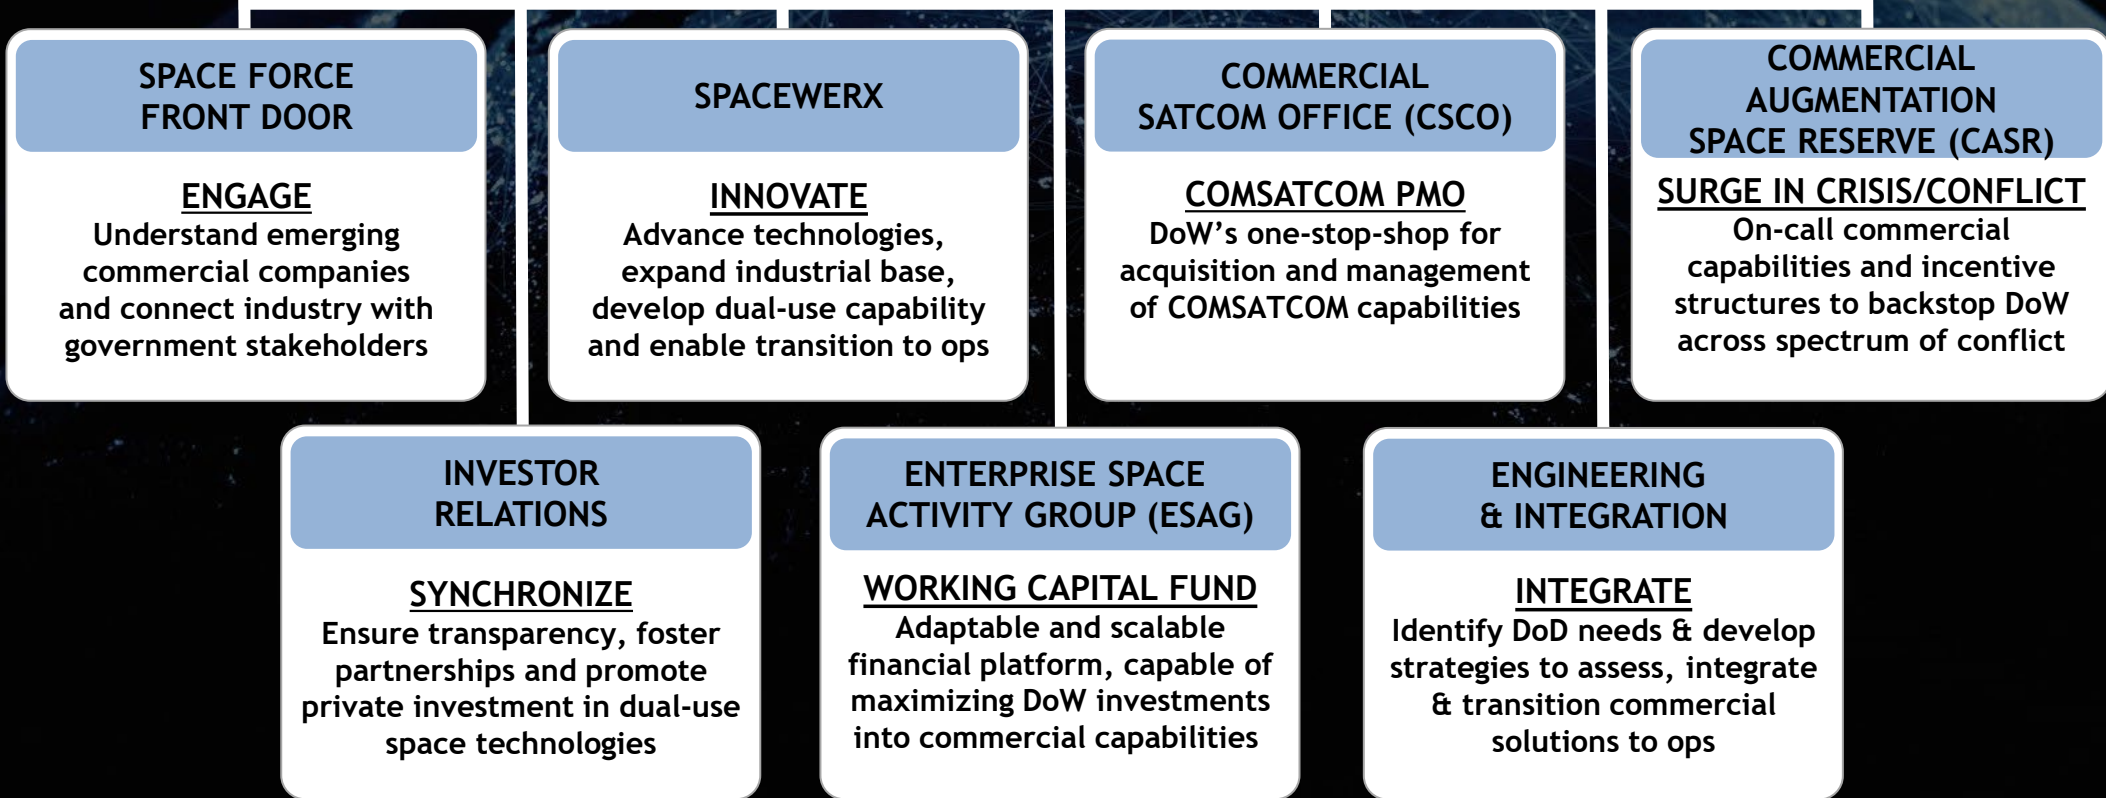 SPACE FORCE
FRONT DOOR
ENGAGE
Understand emerging
commercial companies
and connect industry with
government stakeholders
SPACEWERX
INNOVATE
Advance technologies,
expand industrial base,
develop dual-use capability
and enable transition to ops
COMMERCIAL
SATCOM OFFICE (CSCO)
COMSATCOM PMO
DoW's one-stop-shop for
acquisition and management
of COMSATCOM capabilities
COMMERCIAL
AUGMENTATION
SPACE RESERVE (CASR)
SURGE IN CRISIS/CONFLICT
On-call commercial
capabilities and incentive
structures to backstop DoW
across spectrum of conflict
INVESTOR
RELATIONS
SYNCHRONIZE
Ensure transparency, foster
partnerships and promote
private investment in dual-use
space technologies
ENTERPRISE SPACE
ACTIVITY GROUP (ESAG)
WORKING CAPITAL FUND
Adaptable and scalable
financial platform, capable of
maximizing DoW investments
into commercial capabilities
ENGINEERING
& INTEGRATION
INTEGRATE
Identify DoD needs & develop
strategies to assess, integrate
& transition commercial
solutions to ops